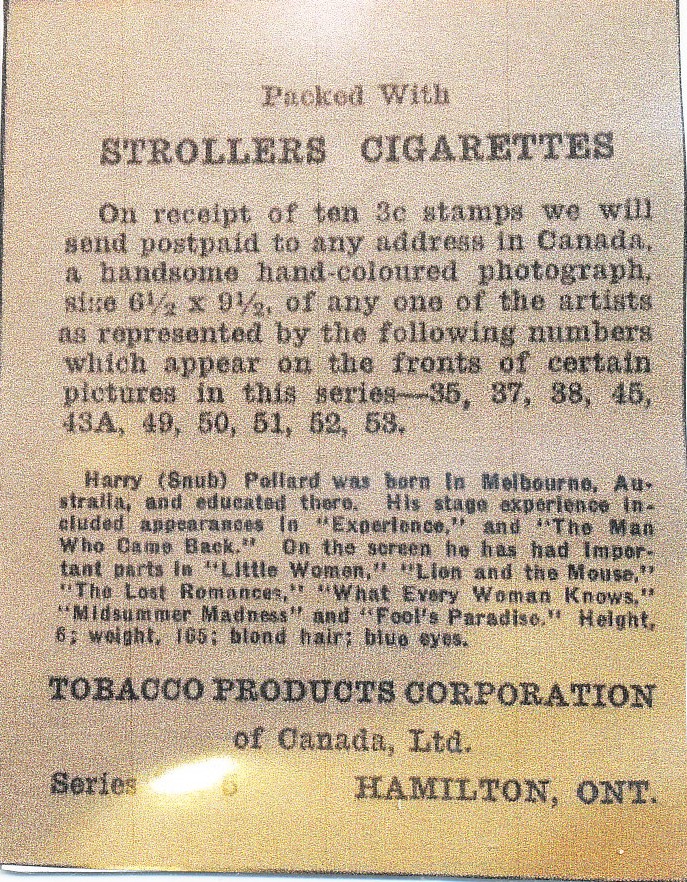 Packed With
STROLLERS CIGARETTES
On receipt of ten 3c stamps we will
send postpaid to any address in Canada,
a handsome hand-coloured photograph,
size 6½ x 9½, of any one of the artists
as represented by the following numbers
which appear on the fronts of certain
pictures in this series—35, 37, 38, 45,
43A, 49, 50, 51, 52, 53.
Harry (Snub) Pollard was born in Melbourne, Au-
stralia, and educated there. His stage experience in-
cluded appearances in "Experience," and "The Man
Who Came Back." On the screen he has had impor-
tant parts in "Little Women," "Lion and the Mouse,"
"The Lost Romances," "What Every Woman Knows,"
"Midsummer Madness" and "Fool's Paradise." Height,
6; weight, 165; blond hair; blue eyes.
TOBACCO PRODUCTS CORPORATION
of Canada, Ltd.
Series 6 HAMILTON, ONT.